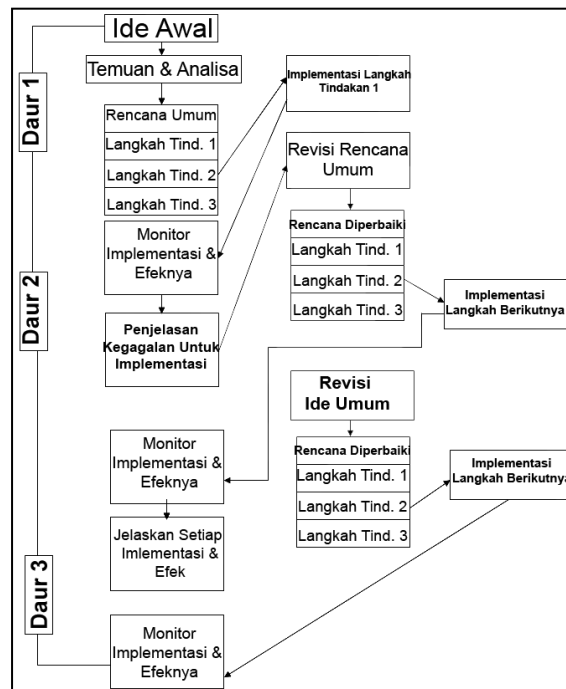 Ide Awal
Temuan & Analisa
Rencana Umum
Langkah Tind. 1
Langkah Tind. 2
Langkah Tind. 3
Monitor
Implementasi &
Efeknya
Penjelasan
Kegagalan Untuk
Implementasi
Implementasi Langkah
Tindakan 1
Revisi Rencana
Umum
Rencana Diperbaiki
Langkah Tind. 1
Langkah Tind. 2
Langkah Tind. 3
Implementasi
Langkah Berikutnya
Monitor
Implementasi &
Efeknya
Jelaskan Setiap
Imlementasi &
Efek
Revisi
Ide Umum
Rencana Diperbaiki
Langkah Tind. 1
Langkah Tind. 2
Langkah Tind. 3
Implementasi
Langkah Berikutnya
Monitor
Implementasi &
Efeknya
Daur 1
Daur 2
Daur 3